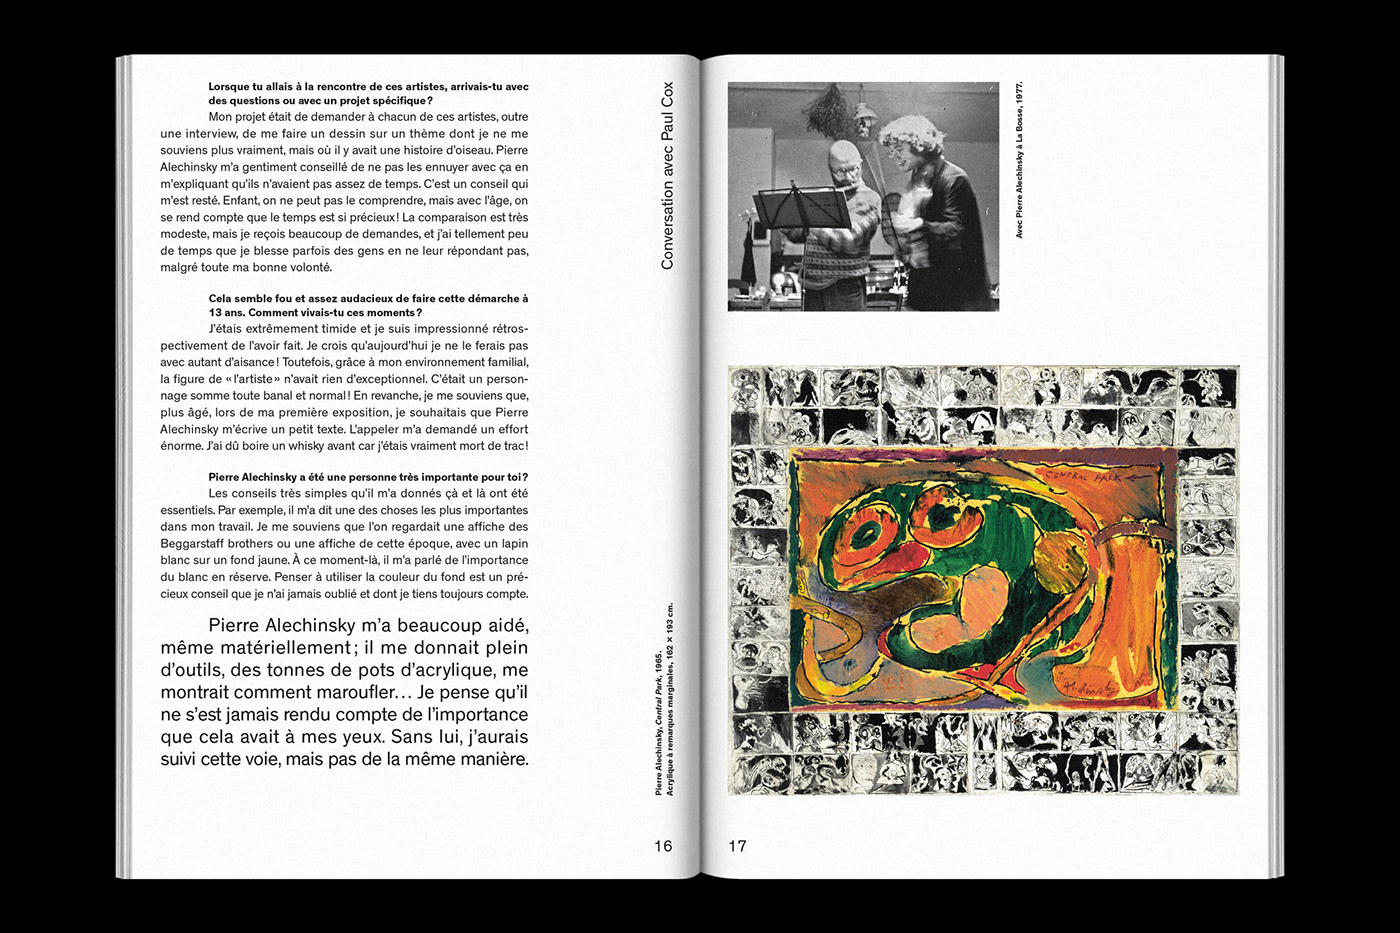 Lorsque tu allais à la rencontre de ces artistes, arrivais-tu avec
des questions ou avec un projet spécifique ?
Mon projet était de demander à chacun de ces artistes, outre
une interview, de me faire un dessin sur un thème dont je ne me
souviens plus vraiment, mais où il y avait une histoire d’oiseau. Pierre
Alechinsky m’a gentiment conseillé de ne pas les ennuyer avec ça en
m’expliquant qu’ils n’avaient pas assez de temps. C’est un conseil qui
m’est resté. Enfant, on ne peut pas le comprendre, mais avec l’âge, on
se rend compte que le temps est si précieux ! La comparaison est très
modeste, mais je reçois beaucoup de demandes, et j’ai tellement peu
de temps que je blesse parfois des gens en ne leur répondant pas,
malgré toute ma bonne volonté.
Cela semble fou et assez audacieux de faire cette démarche à
13 ans. Comment vivais-tu ces moments ?
J’étais extrêmement timide et je suis impressionné rétros-
pectivement de l’avoir fait. Je crois qu’aujourd’hui je ne le ferais pas
avec autant d’aisance ! Toutefois, grâce à mon environnement familial,
la figure de « l’artiste » n’avait rien d’exceptionnel. C’était un person-
nage somme toute banal et normal ! En revanche, je me souviens que,
plus âgé, lors de ma première exposition, je souhaitais que Pierre
Alechinsky m’écrive un petit texte. L’appeler m’a demandé un effort
énorme. J’ai dû boire un whisky avant car j’étais vraiment mort de trac !
Pierre Alechinsky a été une personne très importante pour toi ?
Les conseils très simples qu’il m’a donnés çà et là ont été
essentiels. Par exemple, il m’a dit une des choses les plus importantes
dans mon travail. Je me souviens que l’on regardait une affiche des
Beggarstaff brothers ou une affiche de cette époque, avec un lapin
blanc sur un fond jaune. À ce moment-là, il m’a parlé de l’importance
du blanc en réserve. Penser à utiliser la couleur du fond est un pré-
cieux conseil que je n’ai jamais oublié et dont je tiens toujours compte.
Pierre Alechinsky m’a beaucoup aidé,
même matériellement ; il me donnait plein
d’outils, des tonnes de pots d’acrylique, me
montrait comment maroufler… Je pense qu’il
ne s’est jamais rendu compte de l’importance
que cela avait à mes yeux. Sans lui, j’aurais
suivi cette voie, mais pas de la même manière.
Conversation avec Paul Cox
Pierre Alechinsky, Central Park, 1965.
Acrylique à remarques marginales, 162 × 193 cm.
16
Avec Pierre Alechinsky à La Bosse, 1977.
CENTRAL PARK
17